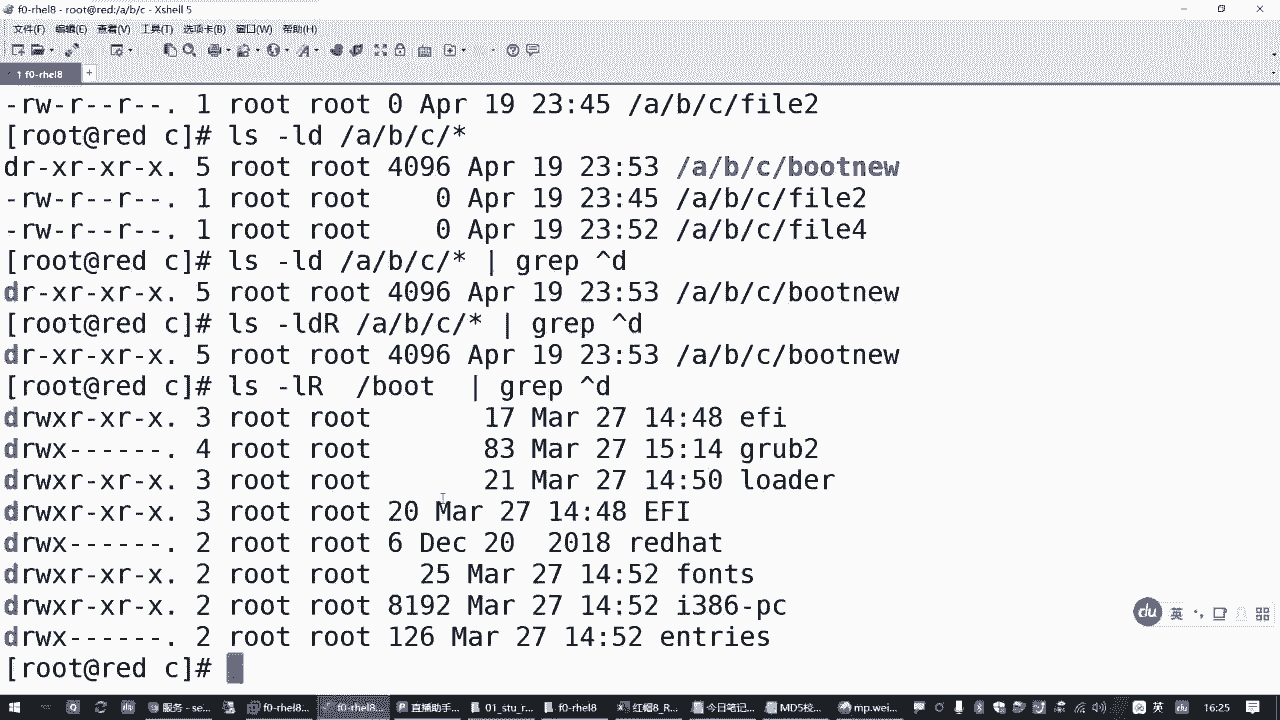 f0-rhel8 - root@red:/a/b/c - Xshell 5
文件(F) 编辑(E) 查看(V) 工具(T) 选项卡(B) 窗口(W) 帮助(H)
1 f0-rhel8
-rw-r--r--. 1 root root 0 Apr 19 23:45 /a/b/c/file2
[root@red c]# ls -ld /a/b/c/*
dr-xr-xr-x. 5 root root 4096 Apr 19 23:53 /a/b/c/bootnew
-rw-r--r--. 1 root root    0 Apr 19 23:45 /a/b/c/file2
-rw-r--r--. 1 root root    0 Apr 19 23:52 /a/b/c/file4
[root@red c]# ls -ld /a/b/c/* | grep ^d
dr-xr-xr-x. 5 root root 4096 Apr 19 23:53 /a/b/c/bootnew
[root@red c]# ls -ldR /a/b/c/* | grep ^d
dr-xr-xr-x. 5 root root 4096 Apr 19 23:53 /a/b/c/bootnew
[root@red c]# ls -lR  /boot  | grep ^d
drwxr-xr-x. 3 root root       17 Mar 27 14:48 efi
drwx------. 4 root root       83 Mar 27 15:14 grub2
drwxr-xr-x. 3 root root       21 Mar 27 14:50 loader
drwxr-xr-x. 3 root root 20 Mar 27 14:48 EFI
drwx------. 2 root root 6 Dec 20  2018 redhat
drwxr-xr-x. 2 root root   25 Mar 27 14:52 fonts
drwxr-xr-x. 2 root root 8192 Mar 27 14:52 i386-pc
drwx------. 2 root root 126 Mar 27 14:52 entries
[root@red c]#
du 英
服务 - se... f0-rhel8... f0-rhel8... 直播助手... 01_stu_r... f0-rhel8 红帽8_R... 今日笔记... MD5校... mp.wei... 英 16:25